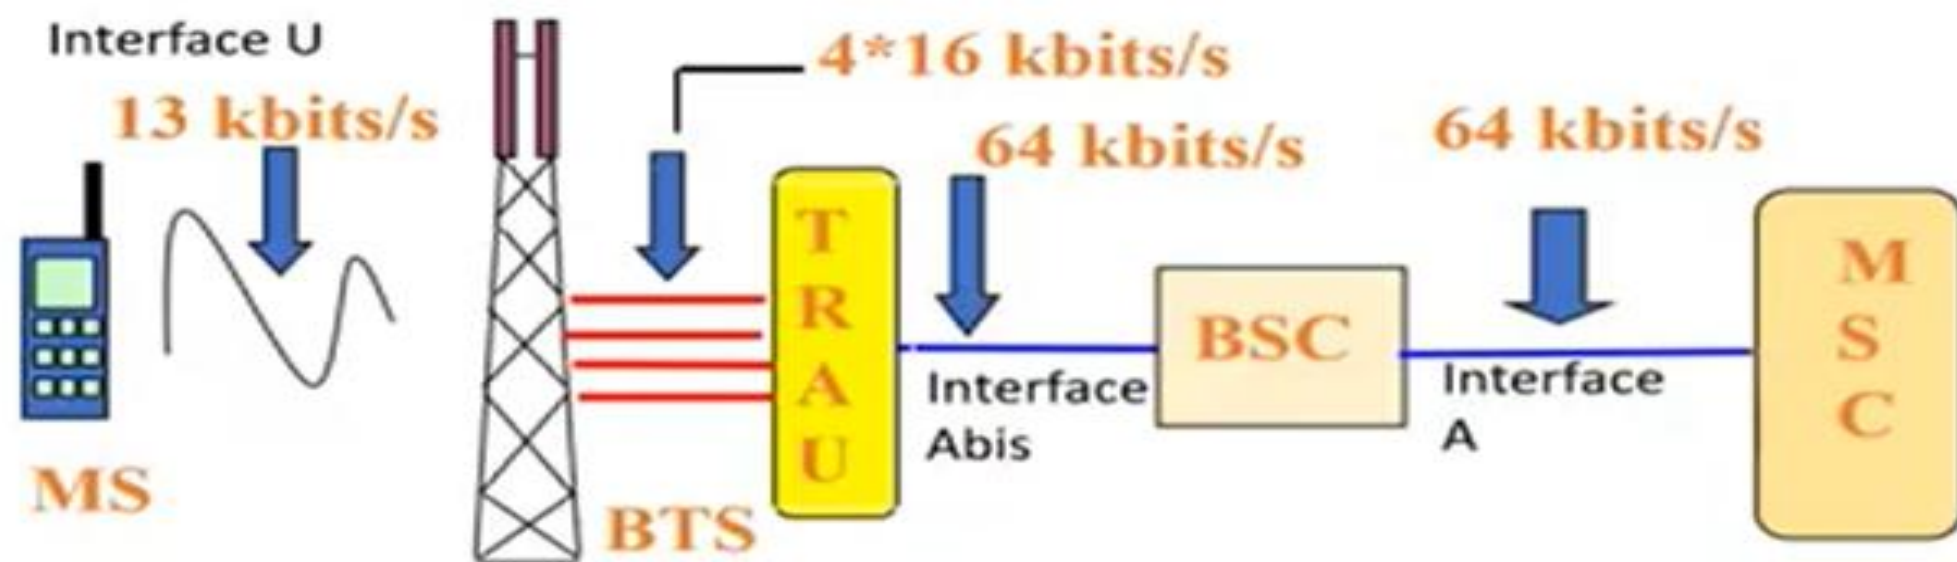 Interface U
13 kbits/s
4*16 kbits/s
64 kbits/s
64 kbits/s
T
R
A
U
BSC
M
S
C
Interface
Abis
Interface
A
MS
BTS